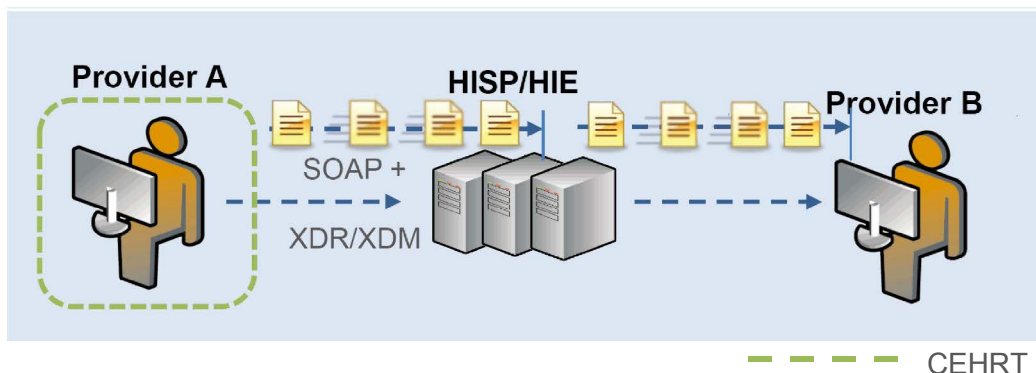 Provider A
HISP/HIE
Provider B
SOAP +
XDR/XDM
CEHRT